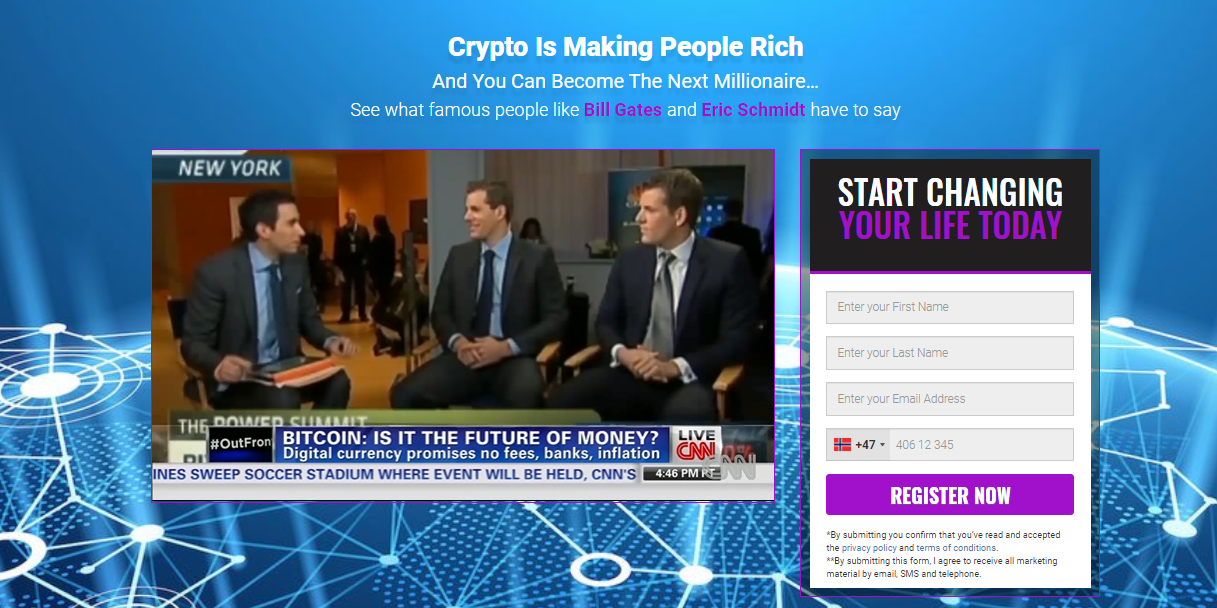 Crypto Is Making People Rich
And You Can Become The Next Millionaire...
See what famous people like Bill Gates and Eric Schmidt have to say
NEW YORK
THE POWER SUMMIT
#OutFron
BITCOIN: IS IT THE FUTURE OF MONEY?
Digital currency promises no fees, banks, inflation
LIVE
CNN
INES SWEEP SOCCER STADIUM WHERE EVENT WILL BE HELD, CNN'S
4:46 PM
CNN
START CHANGING
YOUR LIFE TODAY
Enter your First Name
Enter your Last Name
Enter your Email Address
+47 406 12 345
REGISTER NOW
*By submitting you confirm that you've read and accepted
the privacy policy and terms of conditions.
**By submitting this form, I agree to receive all marketing
material by email, SMS and telephone.